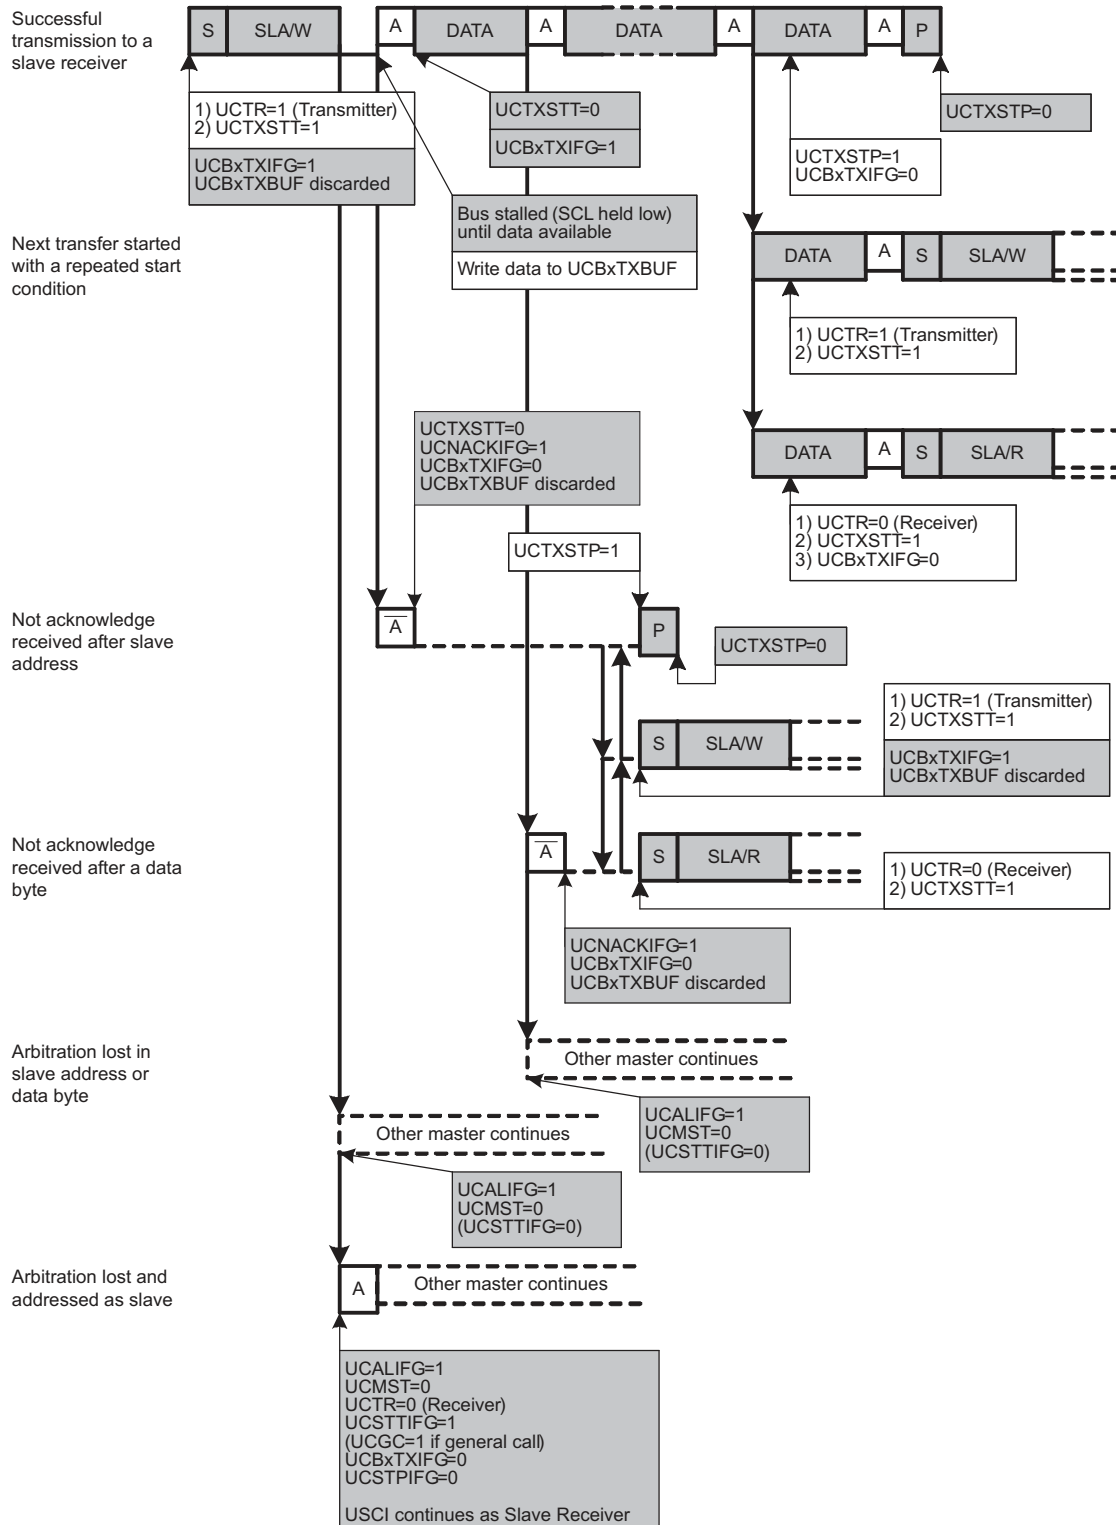 Successful
transmission to a
slave receiver
S
SLA/W
A
DATA
A
DATA
A
DATA
A
P
1) UCTR=1 (Transmitter)
2) UCTXSTT=1
UCBxTXIFG=1
UCBxTXBUF discarded
UCTXSTT=0
UCBxTXIFG=1
Bus stalled (SCL held low)
until data available
Write data to UCBxTXBUF
UCTXSTP=1
UCBxTXIFG=0
UCTXSTP=0
Next transfer started
with a repeated start
condition
DATA
A
S
SLA/W
1) UCTR=1 (Transmitter)
2) UCTXSTT=1
DATA
A
S
SLA/R
1) UCTR=0 (Receiver)
2) UCTXSTT=1
3) UCBxTXIFG=0
UCTXSTT=0
UCNACKIFG=1
UCBxTXIFG=0
UCBxTXBUF discarded
UCTXSTP=1
Not acknowledge
received after slave
address
A
P
UCTXSTP=0
S
SLA/W
1) UCTR=1 (Transmitter)
2) UCTXSTT=1
UCBxTXIFG=1
UCBxTXBUF discarded
Not acknowledge
received after a data
byte
A
S
SLA/R
1) UCTR=0 (Receiver)
2) UCTXSTT=1
UCNACKIFG=1
UCBxTXIFG=0
UCBxTXBUF discarded
Arbitration lost in
slave address or
data byte
Other master continues
UCALIFG=1
UCMST=0
(UCSTTIFG=0)
Other master continues
UCALIFG=1
UCMST=0
(UCSTTIFG=0)
Arbitration lost and
addressed as slave
A
Other master continues
UCALIFG=1
UCMST=0
UCTR=0 (Receiver)
UCSTTIFG=1
(UCGC=1 if general call)
UCBxTXIFG=0
UCSTPIFG=0
USCI continues as Slave Receiver